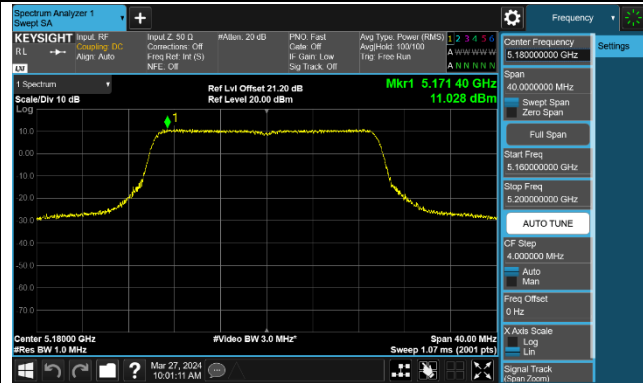 Spectrum Analyzer 1
Swept SA
Frequency
KEYSIGHT
RL
LXI
Input: RF
Coupling: DC
Align: Auto
Input Z: 50 Ω
Corrections: Off
Freq Ref: Int (S)
NFE: Off
#Atten: 20 dB
PNO: Fast
Gate: Off
IF Gain: Low
Sig Track: Off
Avg Type: Power (RMS)
Avg|Hold: 100/100
Trig: Free Run
1 2 3 4 5 6
A W W W W W
A N N N N N
1 Spectrum
Scale/Div 10 dB
Log
Ref Lvl Offset 21.20 dB
Ref Level 20.00 dBm
Mkr1 5.171 40 GHz
11.028 dBm
1
10.0
0.00
-10.0
-20.0
-30.0
-40.0
-50.0
-60.0
-70.0
Center 5.18000 GHz
#Res BW 1.0 MHz
#Video BW 3.0 MHz*
Span 40.00 MHz
Sweep 1.07 ms (2001 pts)
Mar 27, 2024
10:01:11 AM
Center Frequency
5.180000000 GHz
Span
40.0000000 MHz
Swept Span
Zero Span
Full Span
Start Freq
5.160000000 GHz
Stop Freq
5.200000000 GHz
AUTO TUNE
CF Step
4.000000 MHz
Auto
Man
Freq Offset
0 Hz
X Axis Scale
Log
Lin
Signal Track
(Span Zoom)
Settings